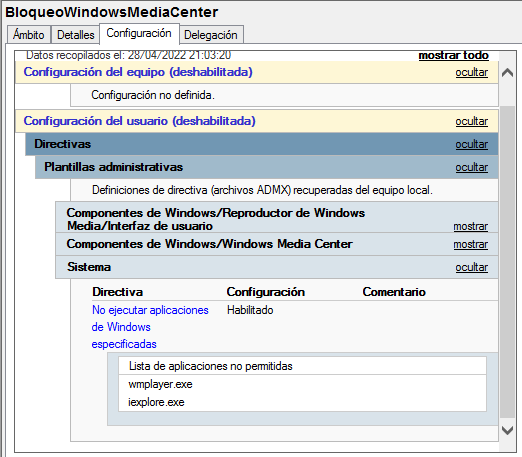 BloqueoWindowsMediaCenter
Ámbito Detalles Configuración Delegación
Datos recopilados el: 28/04/2022 21:03:20 mostrar todo
Configuración del equipo (deshabilitada) ocultar
Configuración no definida.
Configuración del usuario (deshabilitada) ocultar
Directivas ocultar
Plantillas administrativas ocultar
Definiciones de directiva (archivos ADMX) recuperadas del equipo local.
Componentes de Windows/Reproductor de Windows
Media/Interfaz de usuario mostrar
Componentes de Windows/Windows Media Center mostrar
Sistema ocultar
Directiva Configuración Comentario
No ejecutar aplicaciones Habilitado
de Windows
especificadas
Lista de aplicaciones no permitidas
wmplayer.exe
iexplore.exe